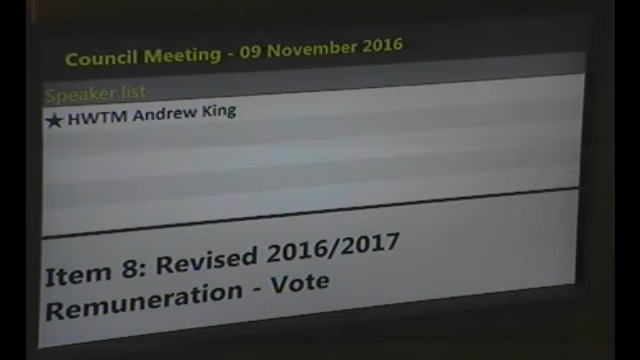 Council Meeting - 09 November 2016
Speaker list
★ HWTM Andrew King
Item 8: Revised 2016/2017
Remuneration - Vote